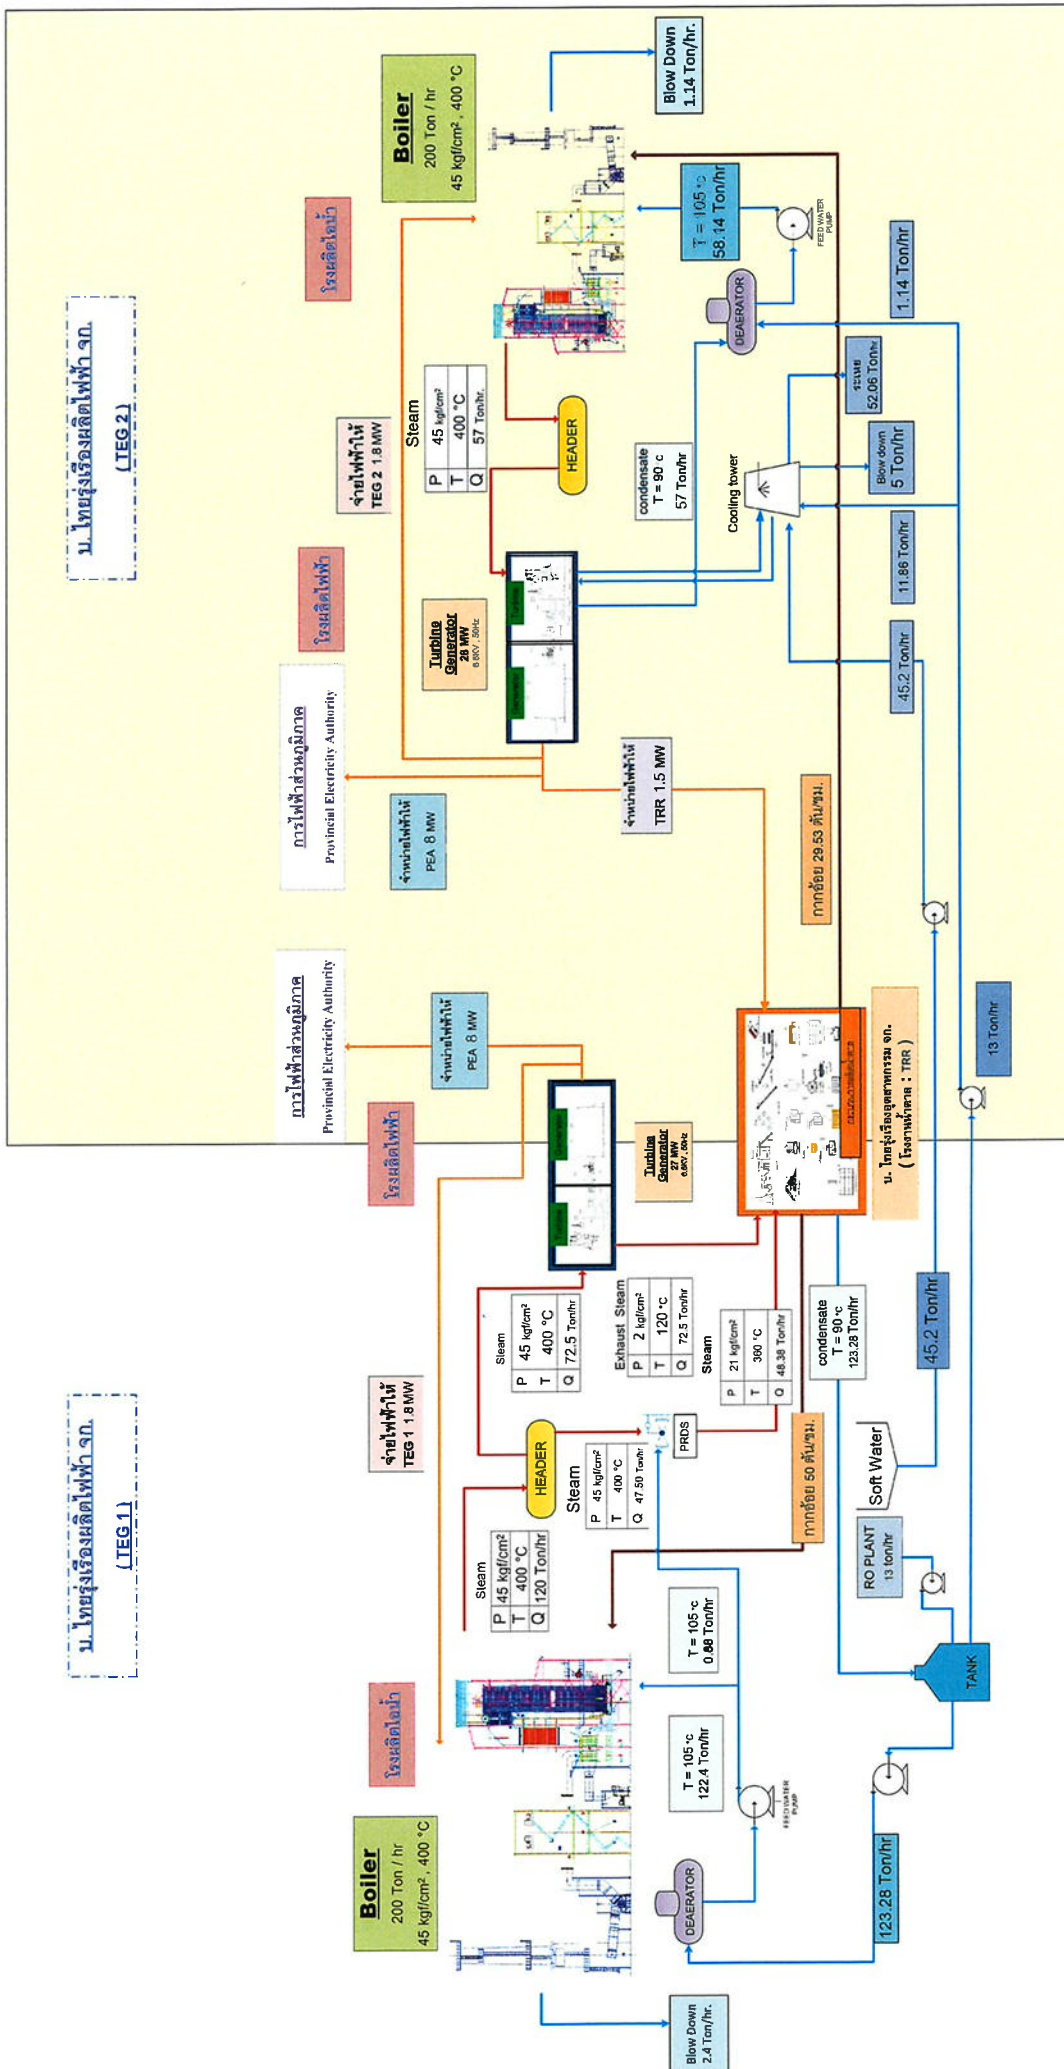 บ. ไทยรุ่งเรืองผลิตไฟฟ้า จก.
( TEG 1 )
บ. ไทยรุ่งเรืองผลิตไฟฟ้า จก.
( TEG 2 )
โรงผลิตไอน้ำ
Boiler
200 Ton / hr
45 kgf/cm² , 400 °C
จ่ายไฟฟ้าให้
TEG 1 1.8 MW
โรงผลิตไฟฟ้า
การไฟฟ้าส่วนภูมิภาค
Provincial Electricity Authority
จำหน่ายไฟฟ้าให้
PEA 8 MW
Steam
P 45 kgf/cm²
T 400 °C
Q 120 Ton/hr
HEADER
Steam
P 45 kgf/cm²
T 400 °C
Q 72.5 Ton/hr
Turbine
Generator
Turbine
Generator
27 MW
6.6KV , 50Hz
Exhaust Steam
P 2 kgf/cm²
T 120 °C
Q 72.5 Ton/hr
Steam
P 45 kgf/cm²
T 400 °C
Q 47.50 Ton/hr
PRDS
Steam
P 21 kgf/cm²
T 360 °C
Q 48.38 Ton/hr
Blow Down
2.4 Ton/hr.
DEAERATOR
FEED WATER
PUMP
T = 105 °c
122.4 Ton/hr
T = 105 °c
0.88 Ton/hr
กากอ้อย 50 ตัน/ชม.
condensate
T = 90 °c
123.28 Ton/hr
123.28 Ton/hr
TANK
RO PLANT
13 ton/hr
Soft Water
45.2 Ton/hr
13 Ton/hr
บ. ไทยรุ่งเรืองอุตสาหกรรม จก.
( โรงงานน้ำตาล : TRR )
การไฟฟ้าส่วนภูมิภาค
Provincial Electricity Authority
จำหน่ายไฟฟ้าให้
PEA 8 MW
โรงผลิตไฟฟ้า
จ่ายไฟฟ้าให้
TEG 2 1.8 MW
โรงผลิตไอน้ำ
Boiler
200 Ton / hr
45 kgf/cm² , 400 °C
Turbine
Generator
28 MW
6.6KV , 50Hz
Generator
Turbine
Steam
P 45 kgf/cm²
T 400 °C
Q 57 Ton/hr.
HEADER
จำหน่ายไฟฟ้าให้
TRR 1.5 MW
condensate
T = 90 c
57 Ton/hr
Cooling tower
DEAERATOR
T = 105 °c
58.14 Ton/hr
FEED WATER
PUMP
Blow Down
1.14 Ton/hr.
กากอ้อย 29.53 ตัน/ชม.
45.2 Ton/hr
11.86 Ton/hr
Blow down
5 Ton/hr
ระเหย
52.06 Ton/hr
1.14 Ton/hr